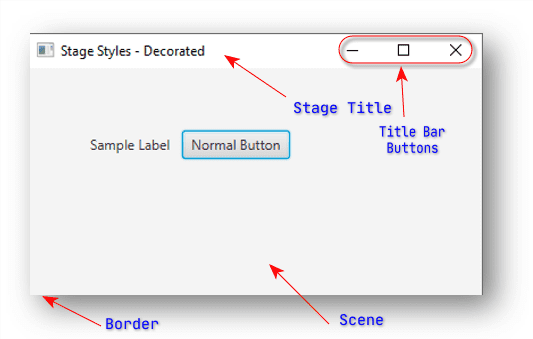 Stage Styles - Decorated
Stage Title
Title Bar
Buttons
Sample Label
Normal Button
Border
Scene